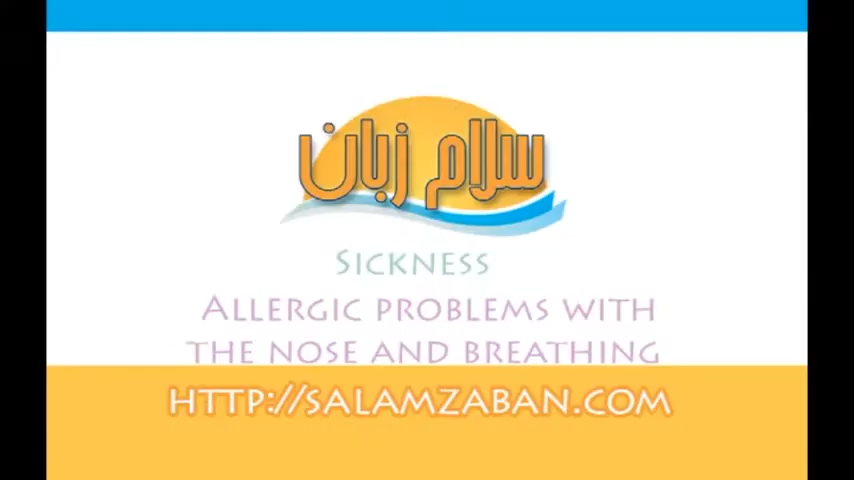 سلام زبان
SICKNESS
ALLERGIC PROBLEMS WITH
THE NOSE AND BREATHING
HTTP://SALAMZABAN.COM